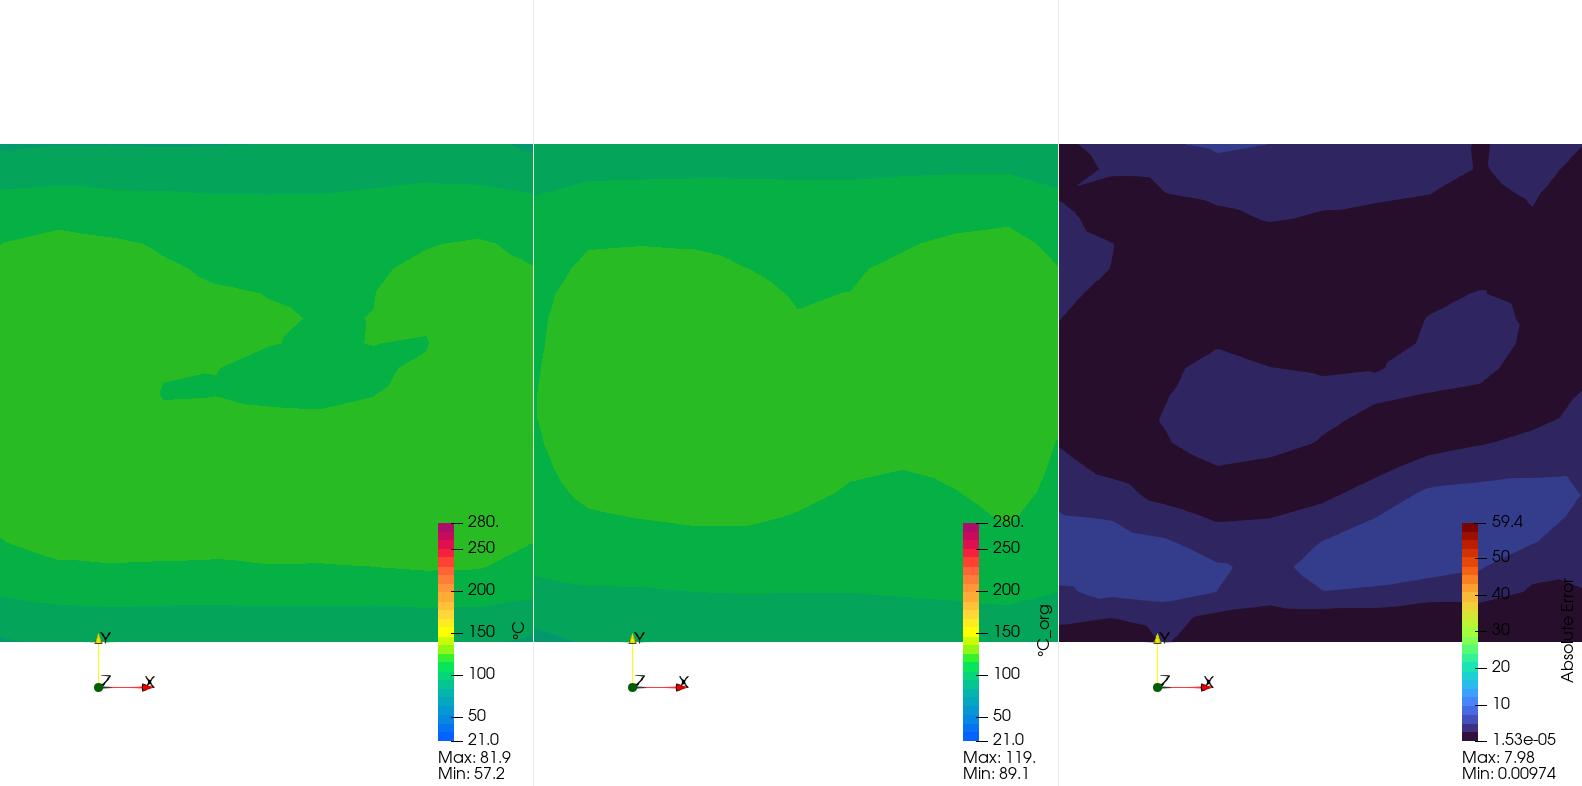 280.
250
200
150
100
50
21.0
°C
Max: 81.9
Min: 57.2
Y
Z
X
280.
250
200
150
100
50
21.0
°C_org
Max: 119.
Min: 89.1
Y
Z
X
59.4
50
40
30
20
10
1.53e-05
Absolute Error
Max: 7.98
Min: 0.00974
Y
Z
X